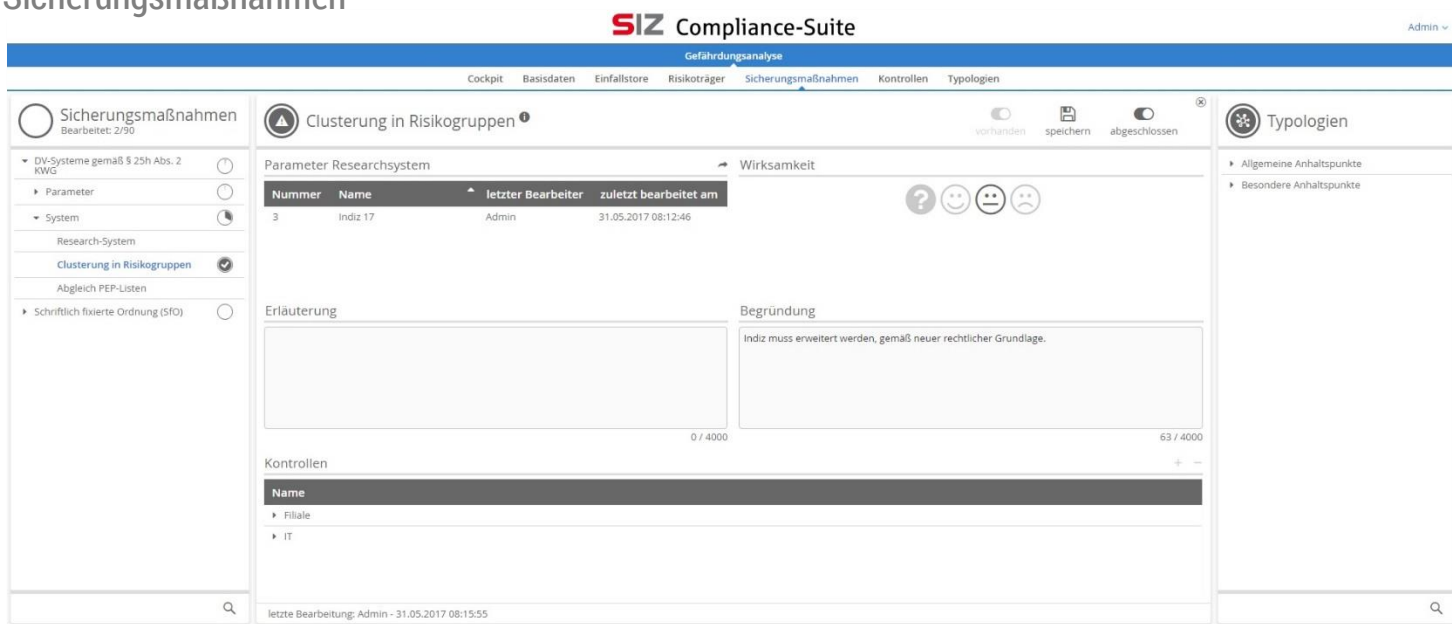 Sicherungsmaßnahmen
SIZ Compliance-Suite
Admin
Gefährdungsanalyse
Cockpit Basisdaten Einfallstore Risikoträger Sicherungsmaßnahmen Kontrollen Typologien
Sicherungsmaßnahmen
Bearbeitet: 2/90
DV-Systeme gemäß § 25h Abs. 2
KWG
Parameter
System
Research-System
Clusterung in Risikogruppen
Abgleich PEP-Listen
Schriftlich fixierte Ordnung (SfO)
Clusterung in Risikogruppen
vorhanden speichern abgeschlossen
Parameter Researchsystem
Nummer Name letzter Bearbeiter zuletzt bearbeitet am
3 Indiz 17 Admin 31.05.2017 08:12:46
Wirksamkeit
?
Erläuterung
0 / 4000
Begründung
Indiz muss erweitert werden, gemäß neuer rechtlicher Grundlage.
63 / 4000
Kontrollen
+ −
Name
Filiale
IT
letzte Bearbeitung: Admin - 31.05.2017 08:15:55
Typologien
Allgemeine Anhaltspunkte
Besondere Anhaltspunkte